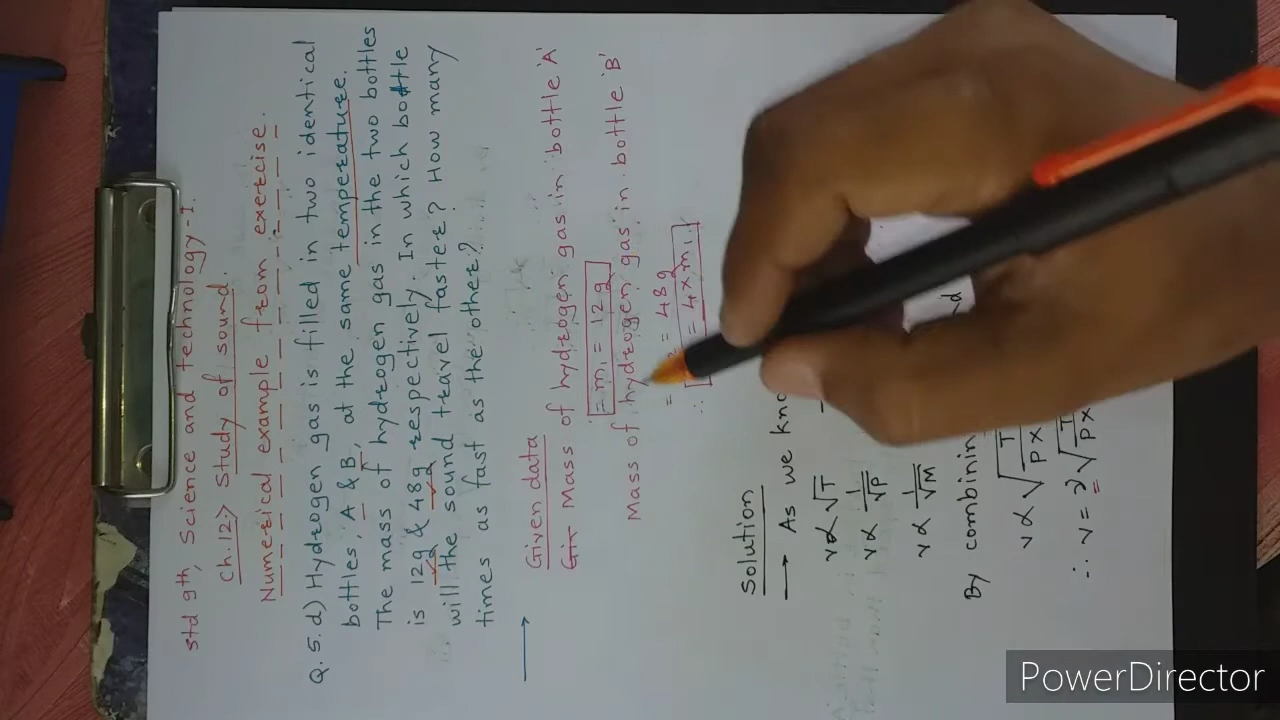 std 9th, Science and technology-I.
Ch.12> Study of sound.
Numerical example from exercise.
Q.5.d) Hydrogen gas is filled in two identical
bottles, A & B, at the same temperature.
The mass of hydrogen gas in the two bottles
is 12g & 48g respectively. In which bottle
will the sound travel faster? How many
times as fast as the other?
Given data
Mass of hydrogen gas in bottle 'A'
= m₁ = 12g
Mass of hydrogen gas in bottle 'B'
= 48g
∴ = 4×m₁
Solution
→ As we
v α √T
v α 1/√P
v α 1/√M
By
v α √T
PX
∴ v = √T
PX
PowerDirector